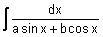 ∫ dx / (a sin x + b cos x)